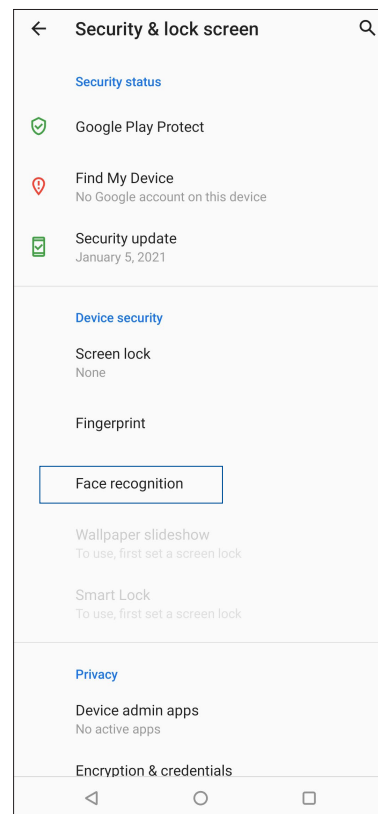 Security & lock screen
Security status
Google Play Protect
Find My Device
No Google account on this device
Security update
January 5, 2021
Device security
Screen lock
None
Fingerprint
Face recognition
Wallpaper slideshow
To use, first set a screen lock
Smart Lock
To use, first set a screen lock
Privacy
Device admin apps
No active apps
Encryption & credentials